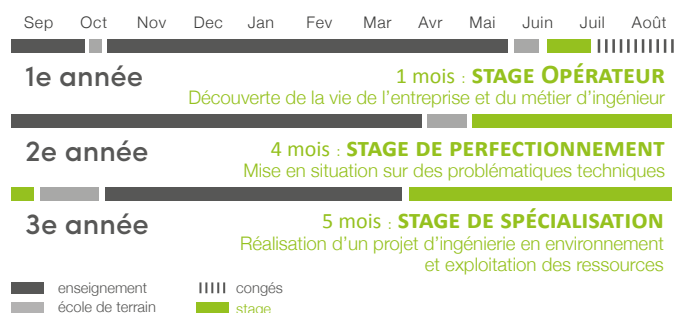 Sep Oct Nov Dec Jan Fev Mar Avr Mai Juin Juil Août
1e année
1 mois : STAGE OPÉRATEUR
Découverte de la vie de l'entreprise et du métier d'ingénieur
2e année
4 mois : STAGE DE PERFECTIONNEMENT
Mise en situation sur des problématiques techniques
3e année
5 mois : STAGE DE SPÉCIALISATION
Réalisation d'un projet d'ingénierie en environnement
et exploitation des ressources
enseignement
congés
école de terrain
stage